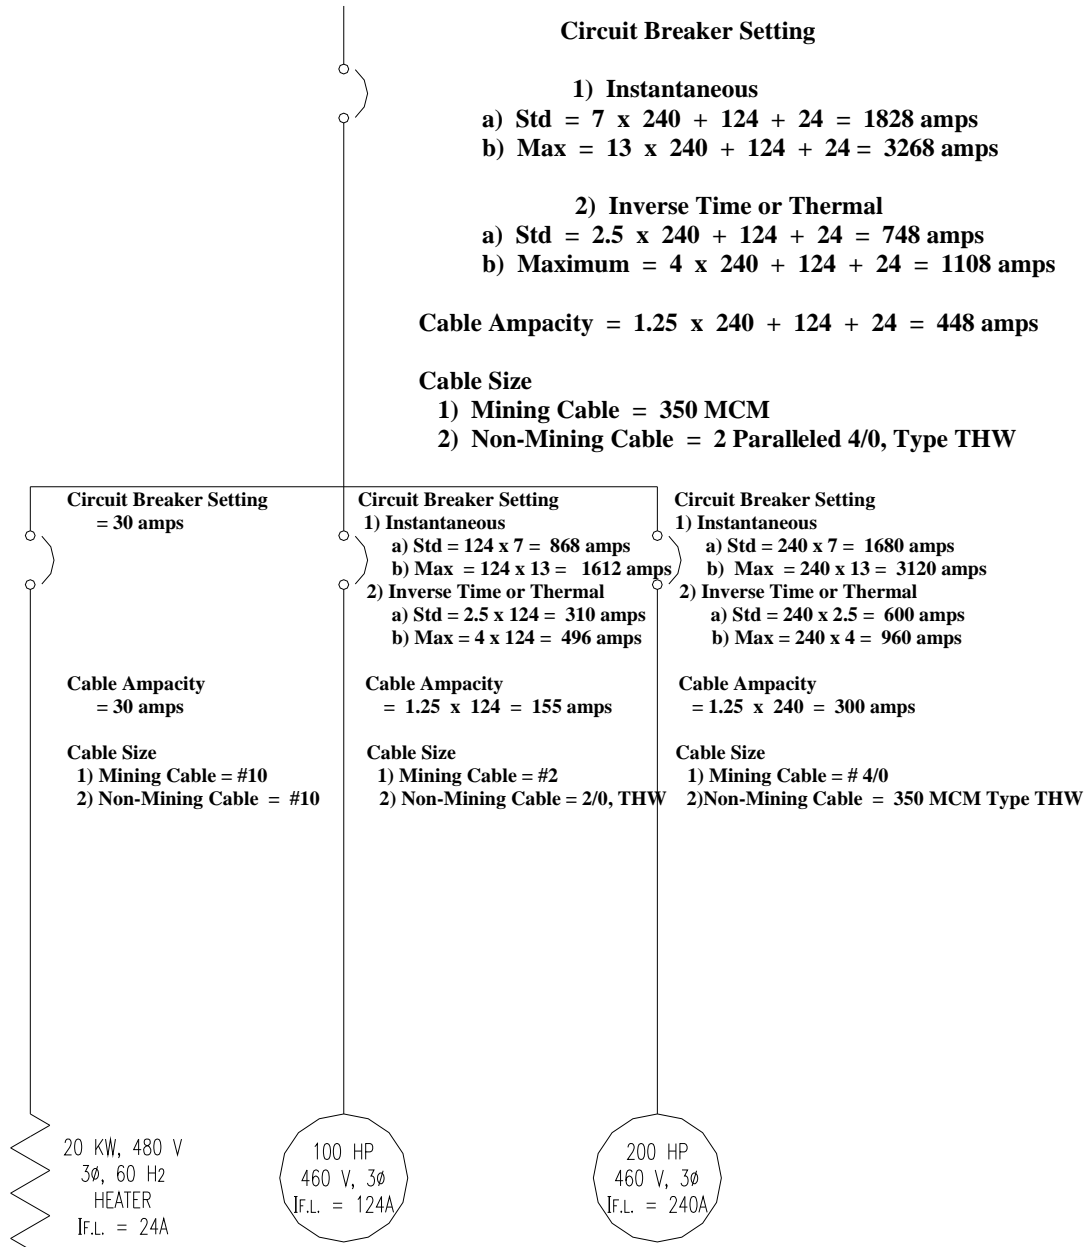 Circuit Breaker Setting
1) Instantaneous
a) Std = 7 x 240 + 124 + 24 = 1828 amps
b) Max = 13 x 240 + 124 + 24 = 3268 amps
2) Inverse Time or Thermal
a) Std = 2.5 x 240 + 124 + 24 = 748 amps
b) Maximum = 4 x 240 + 124 + 24 = 1108 amps
Cable Ampacity = 1.25 x 240 + 124 + 24 = 448 amps
Cable Size
1) Mining Cable = 350 MCM
2) Non-Mining Cable = 2 Paralleled 4/0, Type THW
Circuit Breaker Setting
= 30 amps
Cable Ampacity
= 30 amps
Cable Size
1) Mining Cable = #10
2) Non-Mining Cable = #10
Circuit Breaker Setting
1) Instantaneous
a) Std = 124 x 7 = 868 amps
b) Max = 124 x 13 = 1612 amps
2) Inverse Time or Thermal
a) Std = 2.5 x 124 = 310 amps
b) Max = 4 x 124 = 496 amps
Cable Ampacity
= 1.25 x 124 = 155 amps
Cable Size
1) Mining Cable = #2
2) Non-Mining Cable = 2/0, THW
Circuit Breaker Setting
1) Instantaneous
a) Std = 240 x 7 = 1680 amps
b) Max = 240 x 13 = 3120 amps
2) Inverse Time or Thermal
a) Std = 240 x 2.5 = 600 amps
b) Max = 240 x 4 = 960 amps
Cable Ampacity
= 1.25 x 240 = 300 amps
Cable Size
1) Mining Cable = # 4/0
2)Non-Mining Cable = 350 MCM Type THW
20 KW, 480 V
3ø, 60 Hz
HEATER
IF.L. = 24A
100 HP
460 V, 3ø
IF.L. = 124A
200 HP
460 V, 3ø
IF.L. = 240A